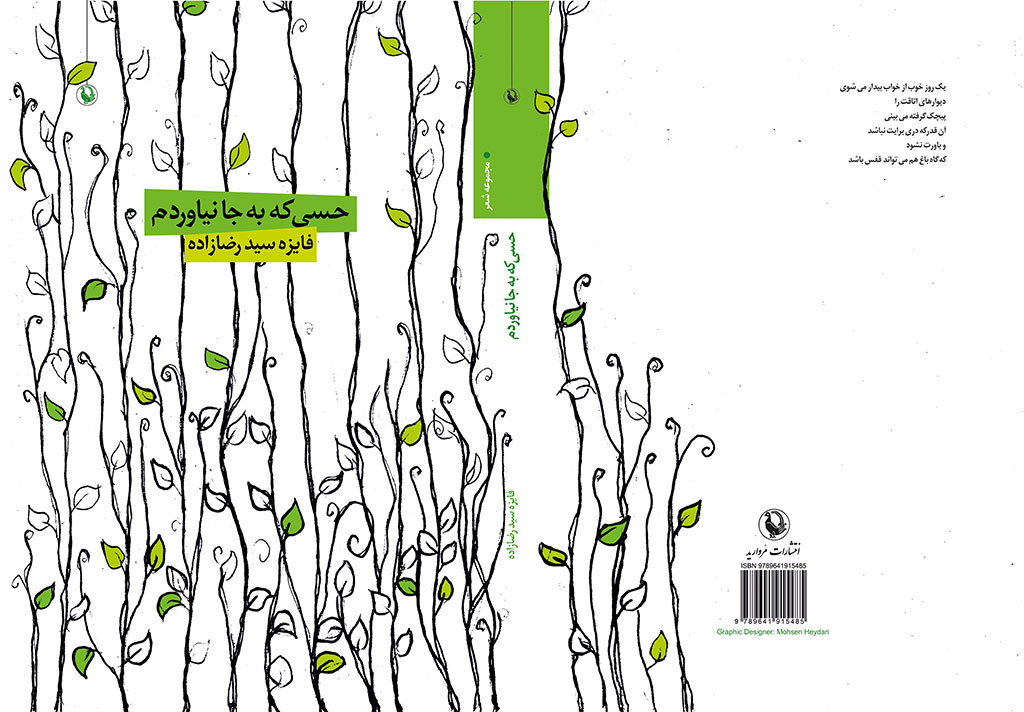 حسی‌که به جا نیاوردم
فایزه سید رضازاده
مجموعه شعر
حسی‌که به جا نیاوردم
فایزه سید رضازاده
یک روز خوب از خواب بیدار می شوی
دیوارهای اتاقت را
پیچک گرفته می بینی
آن قدرکه دری برایت نباشد
و باورت نشود
که گاه باغ هم می تواند قفس باشد
انتشارات مروارید
ISBN 9789641915485
9 789641 915485
Graphic Designer: Mohsen Heydari